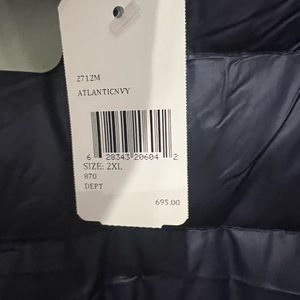 2712M
ATLANTICNVY
6 28343 20604 2
SIZE: 2XL
870
DEPT
695.00